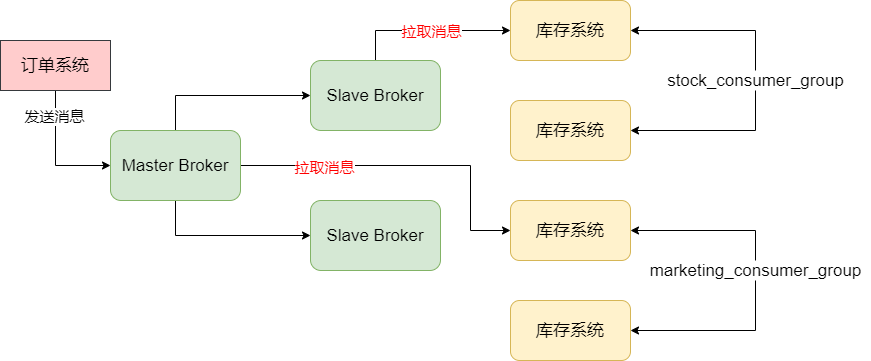 拉取消息
库存系统
订单系统
stock_consumer_group
Slave Broker
发送消息
库存系统
Master Broker
拉取消息
库存系统
Slave Broker
marketing_consumer_group
库存系统